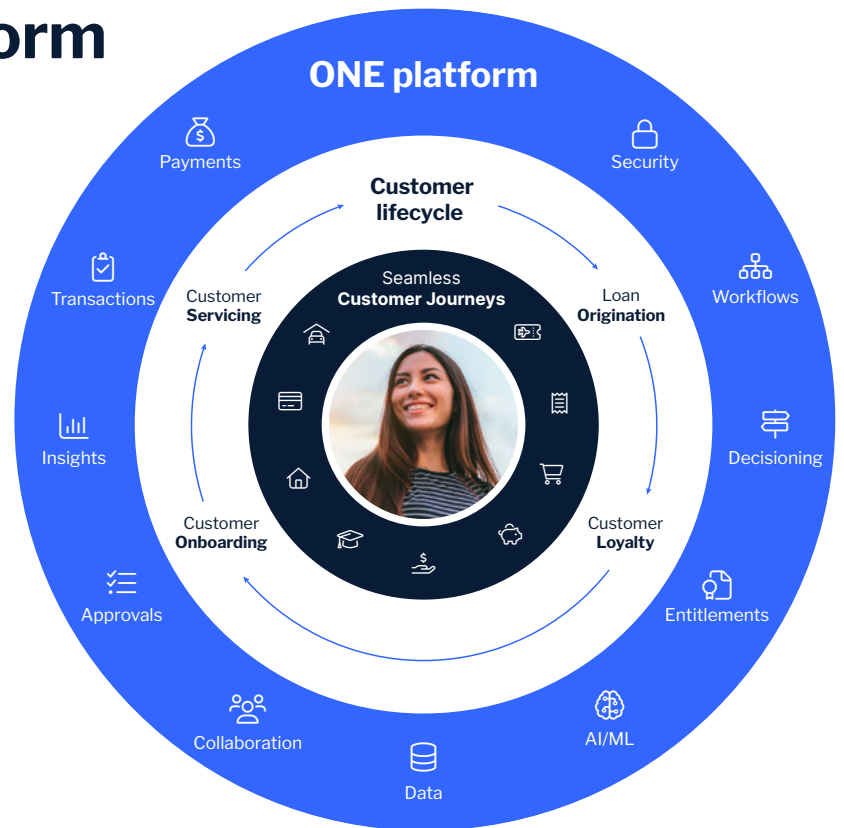 orm
ONE platform
Payments
Security
Customer
lifecycle
Transactions
Customer
Servicing
Seamless
Customer Journeys
Loan
Origination
Workflows
Insights
Decisioning
Customer
Onboarding
Customer
Loyalty
Approvals
Entitlements
Collaboration
AI/ML
Data
$
$